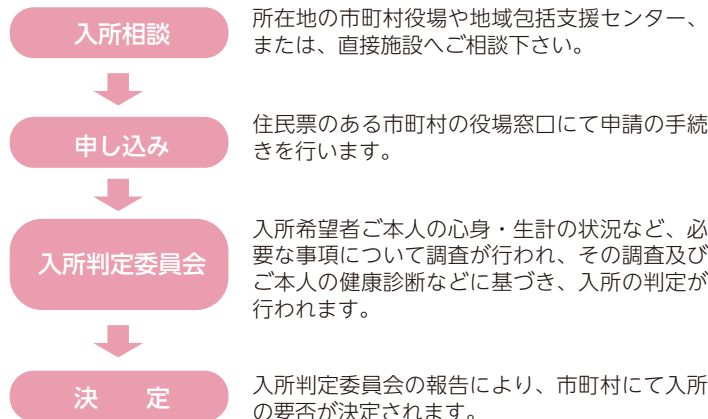 入所相談
所在地の市町村役場や地域包括支援センター、
または、直接施設へご相談下さい。
申し込み
住民票のある市町村の役場窓口にて申請の手続
きを行います。
入所判定委員会
入所希望者ご本人の心身・生計の状況など、必
要な事項について調査が行われ、その調査及び
ご本人の健康診断などに基づき、入所の判定が
行われます。
決　定
入所判定委員会の報告により、市町村にて入所
の要否が決定されます。